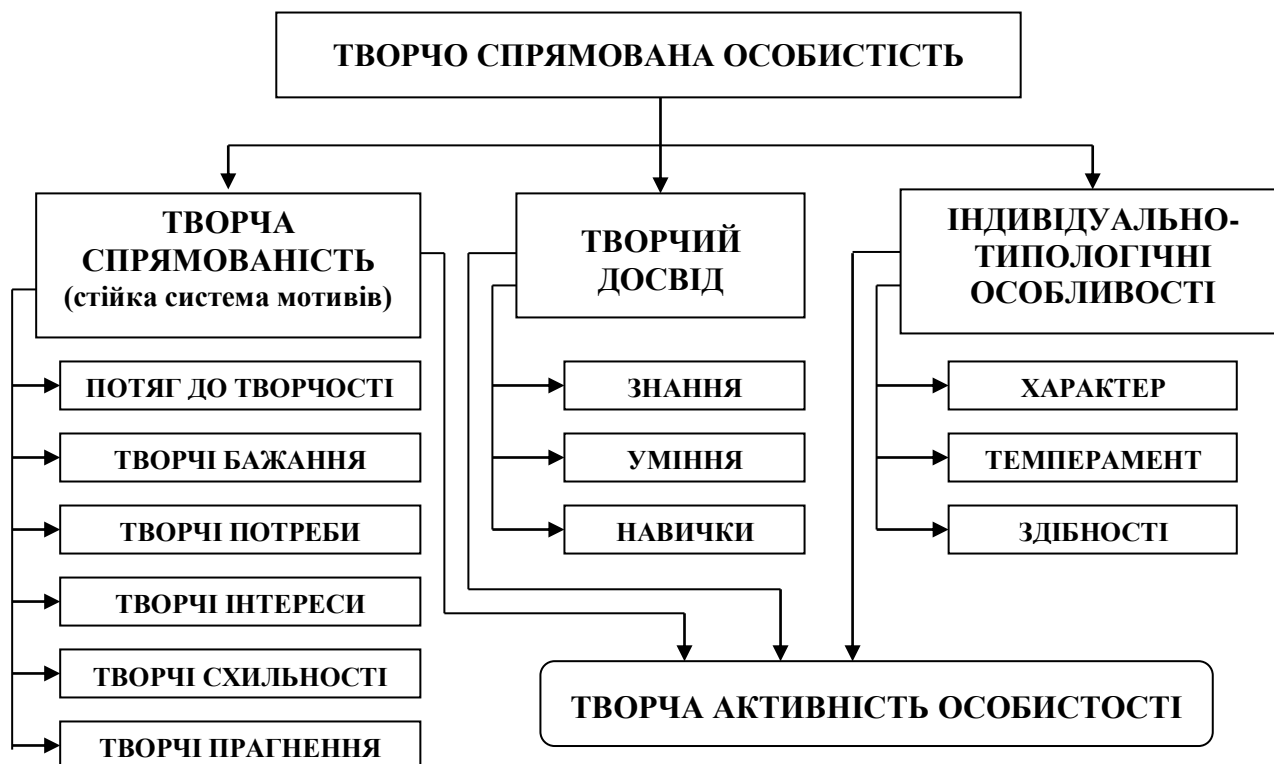 ТВОРЧО СПРЯМОВАНА ОСОБИСТІСТЬ
ТВОРЧА
СПРЯМОВАНІСТЬ
(стійка система мотивів)
ПОТЯГ ДО ТВОРЧОСТІ
ТВОРЧІ БАЖАННЯ
ТВОРЧІ ПОТРЕБИ
ТВОРЧІ ІНТЕРЕСИ
ТВОРЧІ СХИЛЬНОСТІ
ТВОРЧІ ПРАГНЕННЯ
ТВОРЧИЙ
ДОСВІД
ЗНАННЯ
УМІННЯ
НАВИЧКИ
ІНДИВІДУАЛЬНО-
ТИПОЛОГІЧНІ
ОСОБЛИВОСТІ
ХАРАКТЕР
ТЕМПЕРАМЕНТ
ЗДІБНОСТІ
ТВОРЧА АКТИВНІСТЬ ОСОБИСТОСТІ